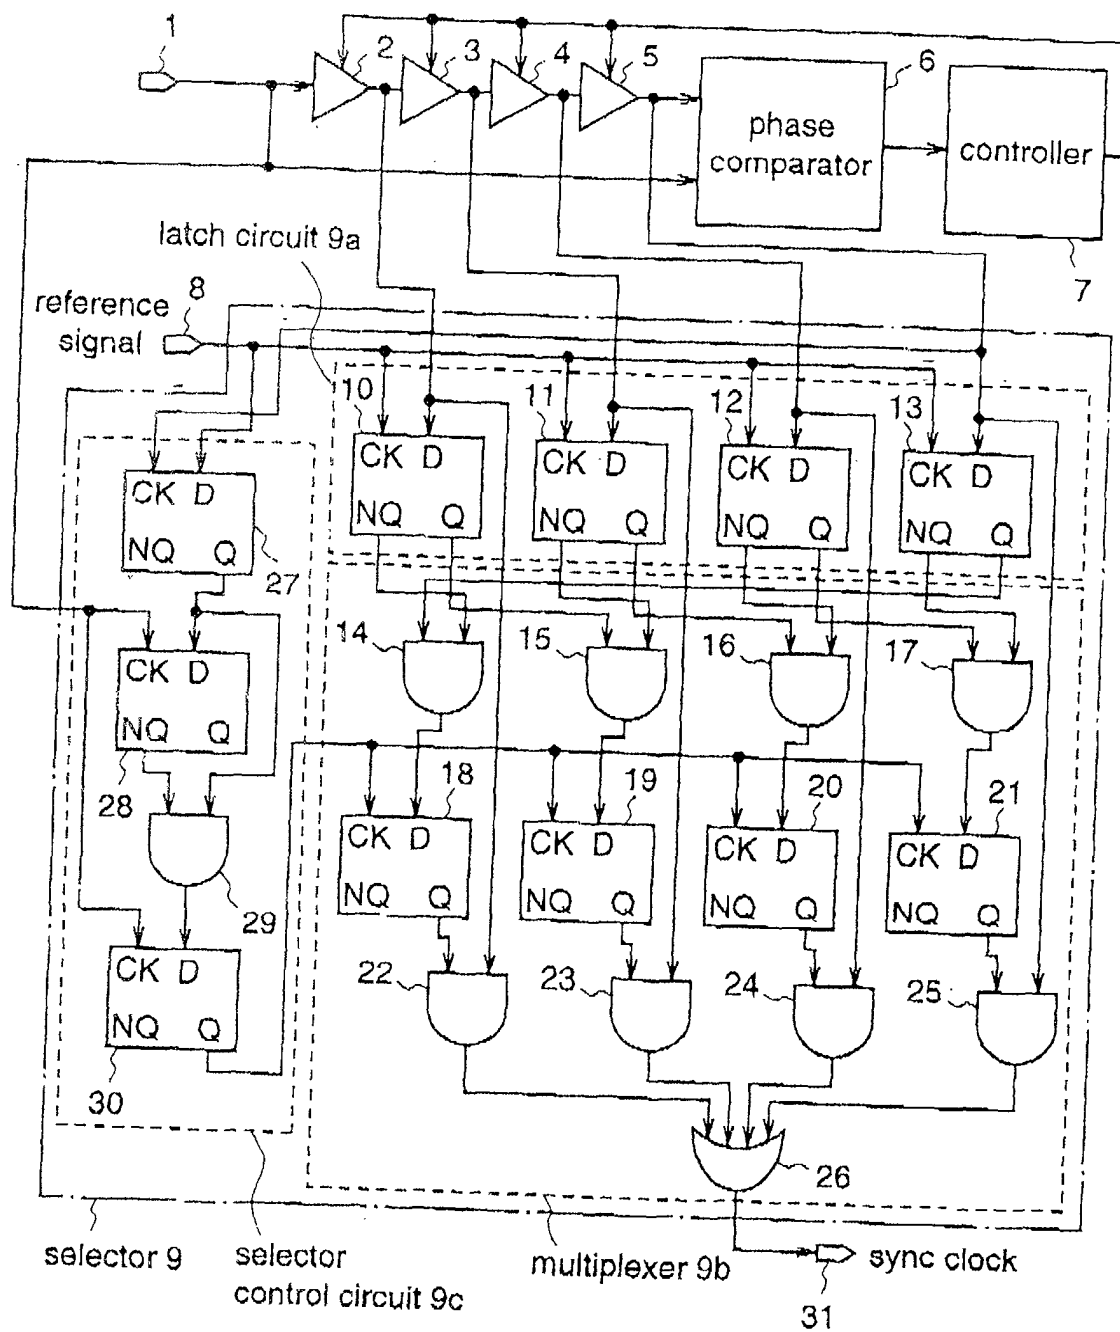 1
2
3
4
5
6
phase
comparator
controller
7
latch circuit 9a
reference
signal
8
10
11
12
13
CK D
NQ Q
CK D
NQ Q
CK D
NQ Q
CK D
NQ Q
CK D
NQ Q
27
14
15
16
17
CK D
NQ Q
28
18
19
20
21
CK D
NQ Q
CK D
NQ Q
CK D
NQ Q
CK D
NQ Q
29
CK D
NQ Q
30
22
23
24
25
26
selector 9
selector
control circuit 9c
multiplexer 9b
sync clock
31